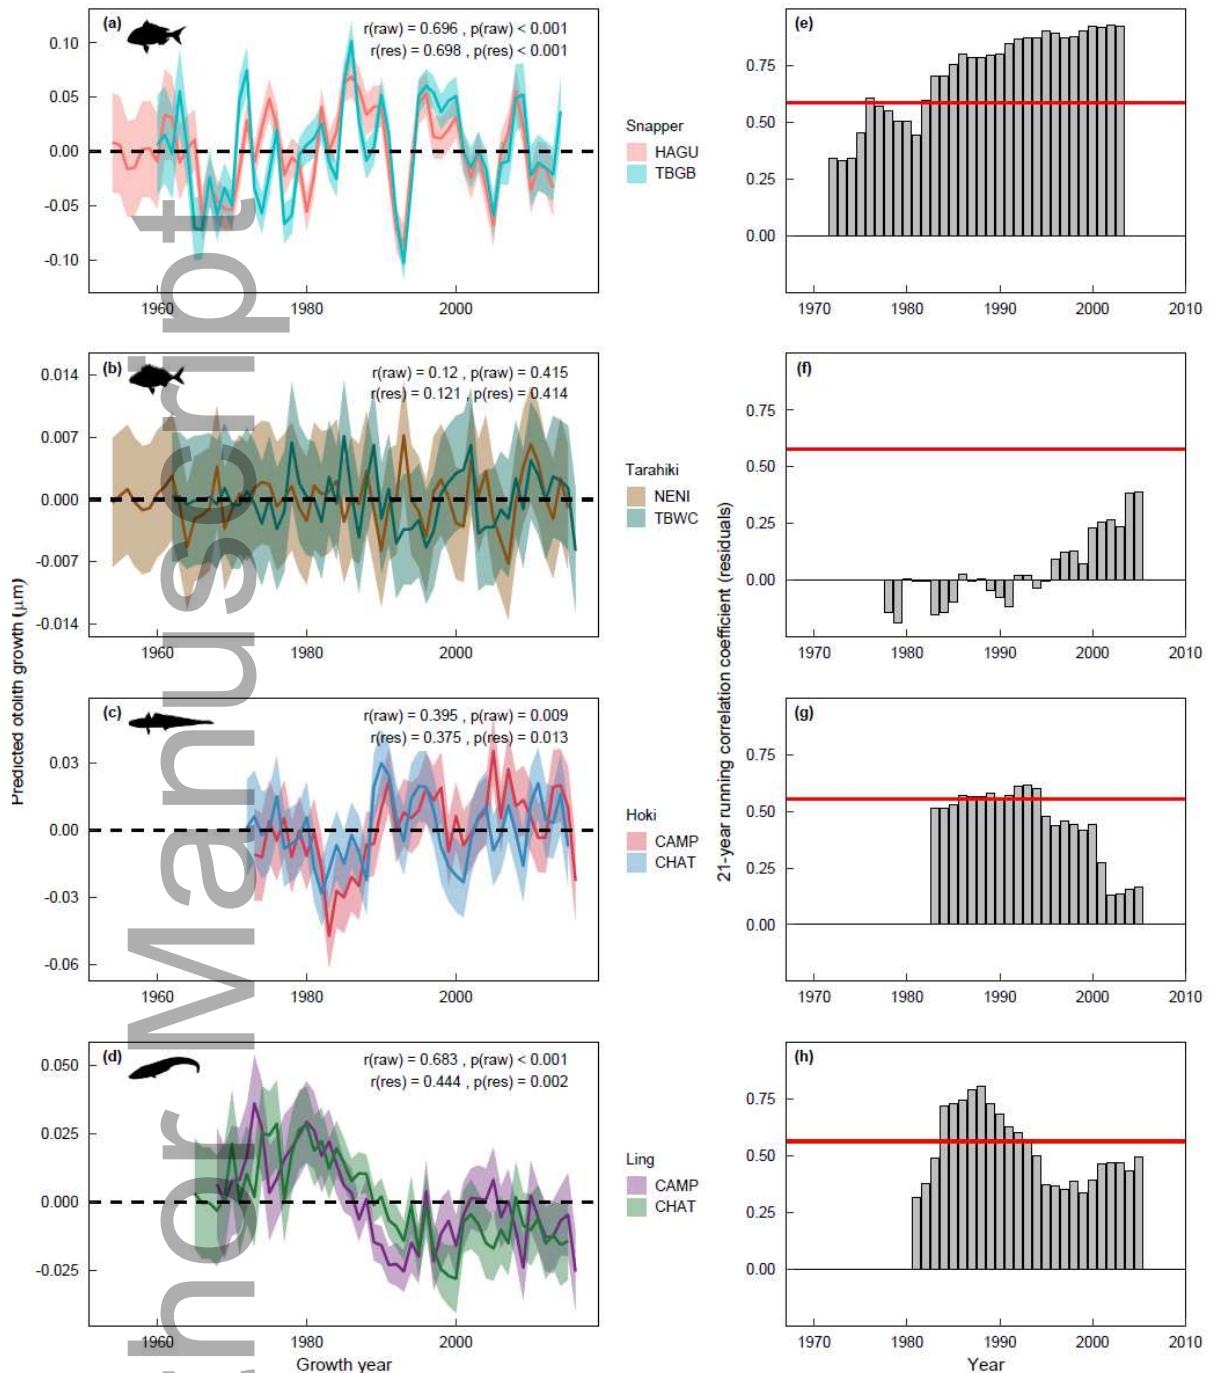 (a)
r(raw) = 0.696 , p(raw) < 0.001
r(res) = 0.698 , p(res) < 0.001
0.10
0.05
0.00
-0.05
-0.10
1960
1980
2000
Snapper
HAGU
TBGB
(e)
0.75
0.50
0.25
0.00
1970
1980
1990
2000
2010
(b)
r(raw) = 0.12 , p(raw) = 0.415
r(res) = 0.121 , p(res) = 0.414
0.014
0.007
0.000
-0.007
-0.014
1960
1980
2000
Tarahiki
NENI
TBWC
(f)
0.75
0.50
0.25
0.00
1970
1980
1990
2000
2010
Predicted otolith growth (μm)
21-year running correlation coefficient (residuals)
(c)
r(raw) = 0.395 , p(raw) = 0.009
r(res) = 0.375 , p(res) = 0.013
0.03
0.00
-0.03
-0.06
1960
1980
2000
Hoki
CAMP
CHAT
(g)
0.75
0.50
0.25
0.00
1970
1980
1990
2000
2010
(d)
r(raw) = 0.683 , p(raw) < 0.001
r(res) = 0.444 , p(res) = 0.002
0.050
0.025
0.000
-0.025
1960
1980
2000
Growth year
Ling
CAMP
CHAT
(h)
0.75
0.50
0.25
0.00
1970
1980
1990
2000
2010
Year
hor Manuscript